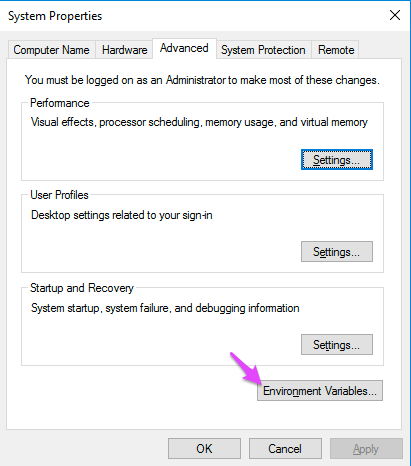 System Properties
Computer Name Hardware Advanced System Protection Remote
You must be logged on as an Administrator to make most of these changes.
Performance
Visual effects, processor scheduling, memory usage, and virtual memory
Settings...
User Profiles
Desktop settings related to your sign-in
Settings...
Startup and Recovery
System startup, system failure, and debugging information
Settings...
Environment Variables...
OK Cancel Apply